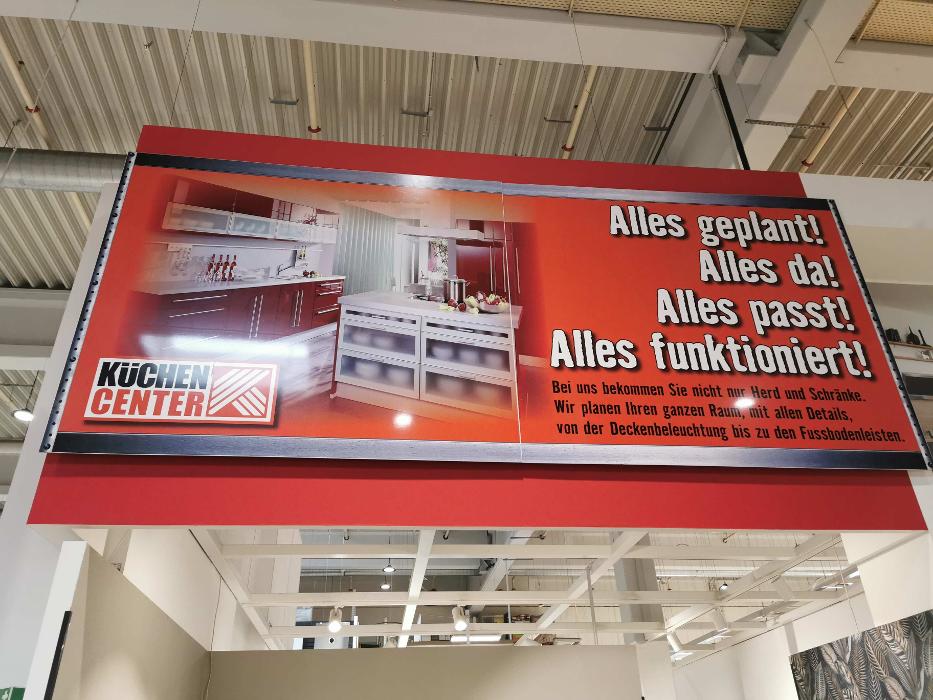 Alles geplant!
Alles da!
Alles passt!
Alles funktioniert!
Bei uns bekommen Sie nicht nur Herd und Schränke.
Wir planen Ihren ganzen Raum, mit allen Details,
von der Deckenbeleuchtung bis zu den Fussbodenleisten.
KÜCHEN
CENTER